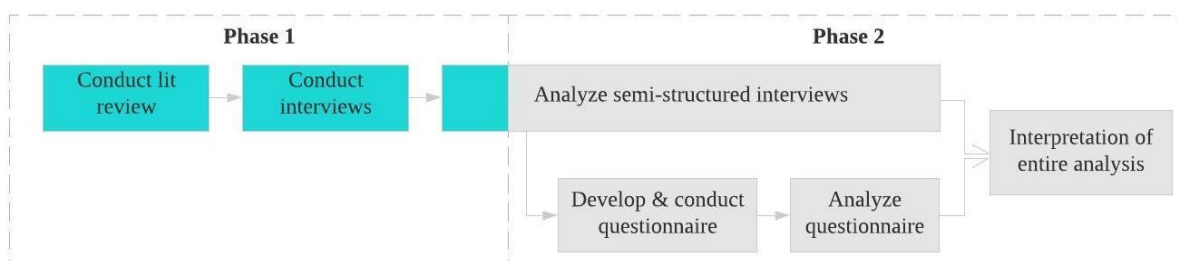 Phase 1
Phase 2
Conduct lit
review
Conduct
interviews
Analyze semi-structured interviews
Interpretation of
entire analysis
Develop & conduct
questionnaire
Analyze
questionnaire